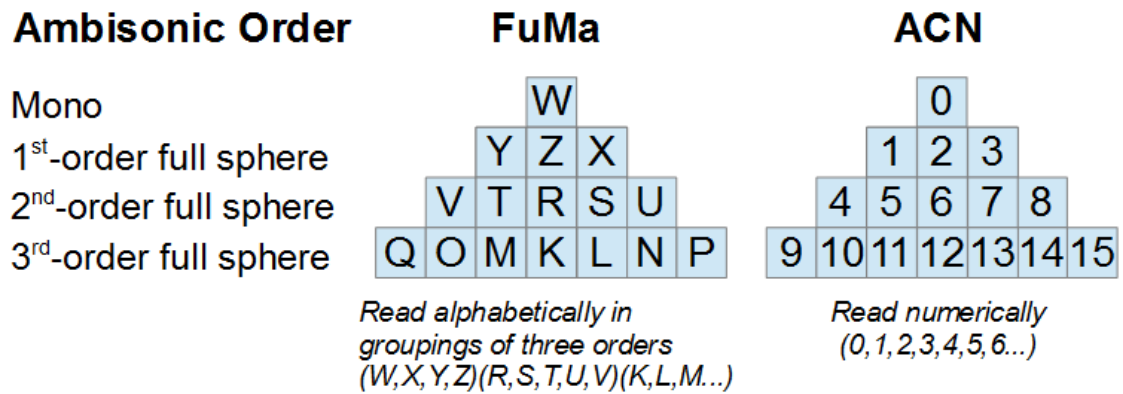 Ambisonic Order FuMa ACN
Mono W 0
1st-order full sphere Y Z X 1 2 3
2nd-order full sphere V T R S U 4 5 6 7 8
3rd-order full sphere Q O M K L N P 9 10 11 12 13 14 15
Read alphabetically in Read numerically
groupings of three orders (0,1,2,3,4,5,6...)
(W,X,Y,Z)(R,S,T,U,V)(K,L,M...)